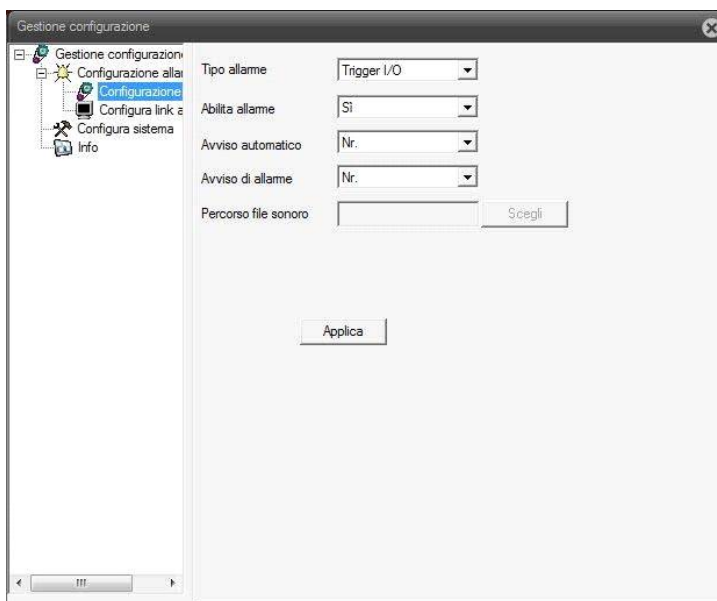 Gestione configurazione
Gestione configurazion
Configurazione allar
Configurazione
Configura link a
Configura sistema
Info
Tipo allarme Trigger I/O
Abilita allarme Sì
Avviso automatico Nr.
Avviso di allarme Nr.
Percorso file sonoro Scegli
Applica